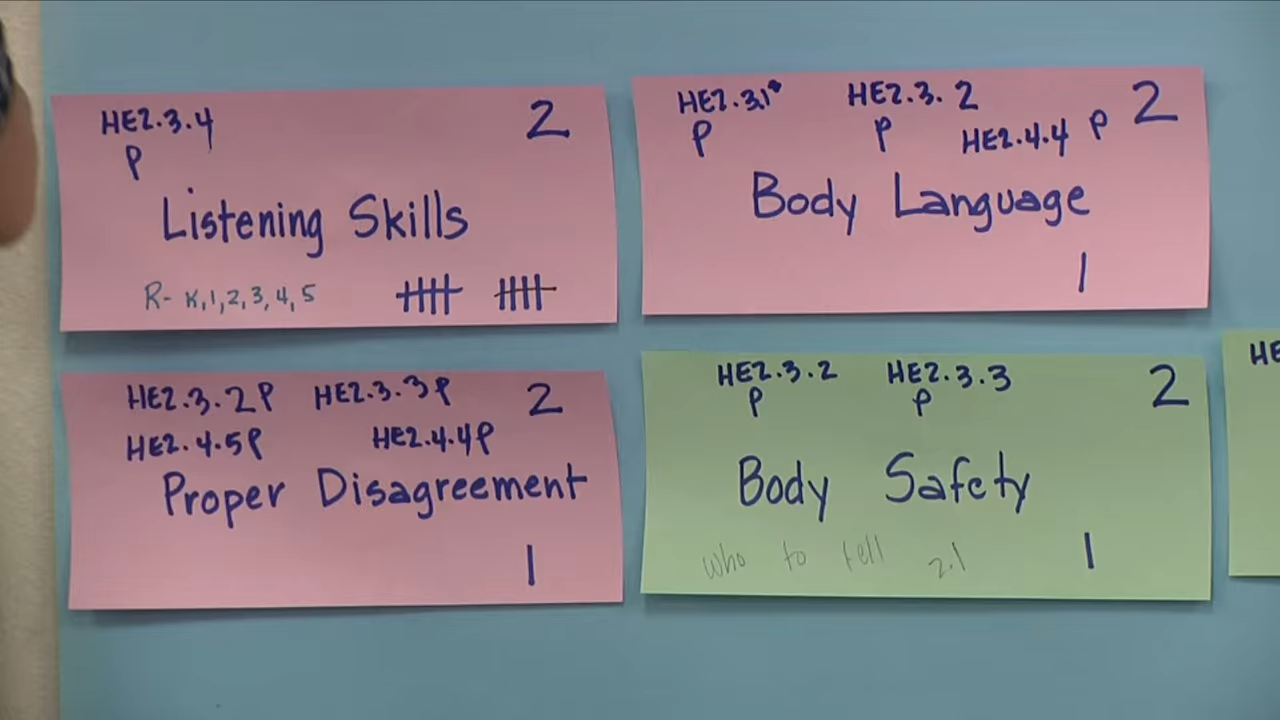 HE2.3.4 2
P
Listening Skills
R- K, 1, 2, 3, 4, 5
HE2.3.1* HE2.3.2 2
P P HE2.4.4 P
Body Language
1
HE2.3.2 P HE2.3.3 P 2
HE2.4.5 P HE2.4.4 P
Proper Disagreement
1
HE2.3.2 HE2.3.3 2
P P
Body Safety
who to tell 2.1 1
HE